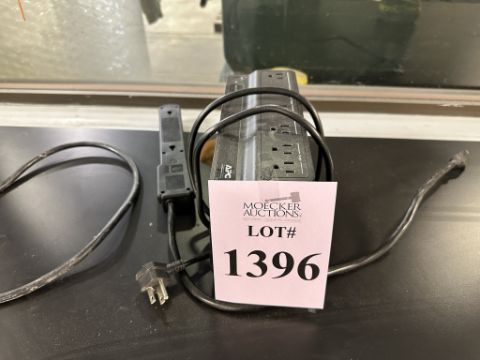 APC
MOECKER
AUCTIONS
LOT#
1396